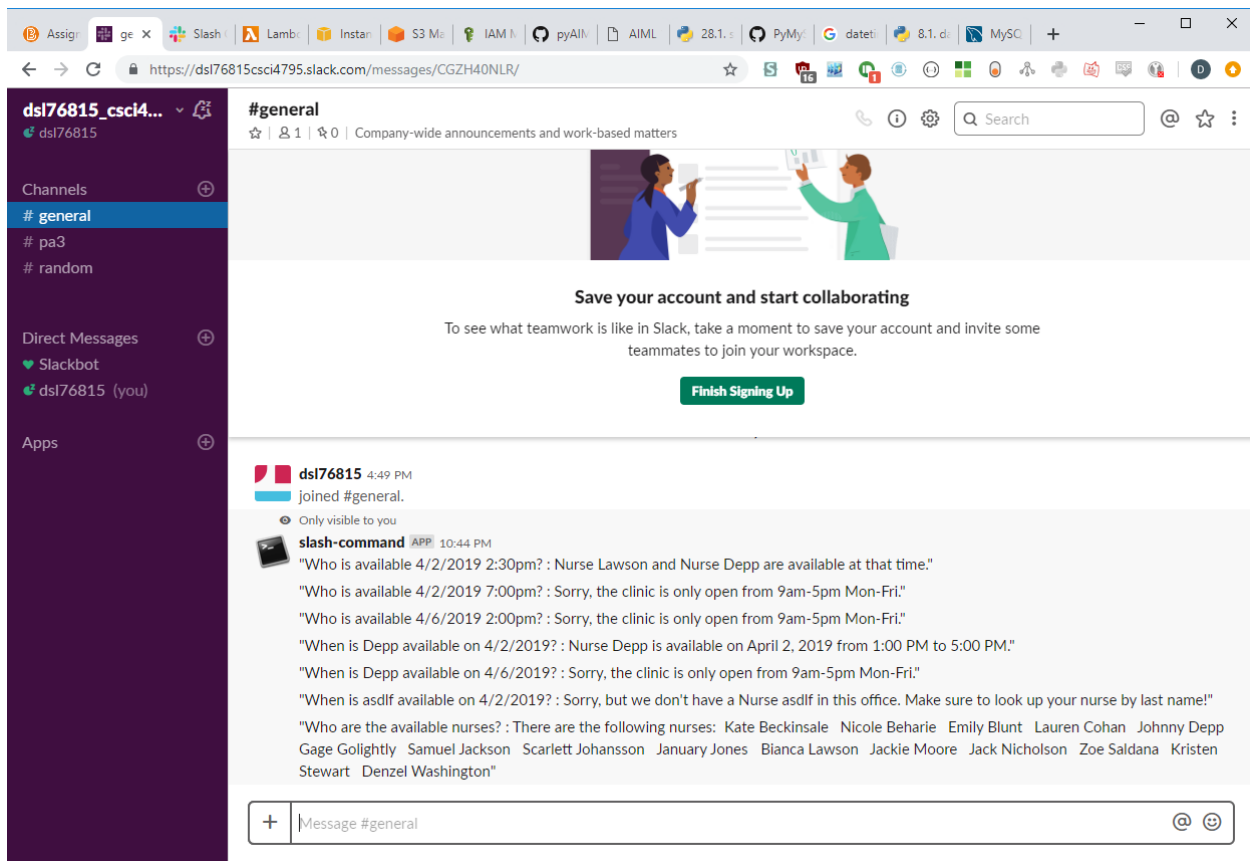 Assign
ge
Slash
Lambc
Instan
S3 Ma
IAM
pyAIM
AIML
28.1. s
PyMy
dateti
8.1. da
MySQ
https://dsl76815csci4795.slack.com/messages/CGZH40NLR/
16
1
CSS
D
dsl76815_csci4...
dsl76815
Channels
# general
# pa3
# random
Direct Messages
Slackbot
dsl76815 (you)
Apps
#general
1 | 0 | Company-wide announcements and work-based matters
Search
Save your account and start collaborating
To see what teamwork is like in Slack, take a moment to save your account and invite some
teammates to join your workspace.
Finish Signing Up
dsl76815 4:49 PM
joined #general.
Only visible to you
slash-command APP 10:44 PM
"Who is available 4/2/2019 2:30pm? : Nurse Lawson and Nurse Depp are available at that time."
"Who is available 4/2/2019 7:00pm? : Sorry, the clinic is only open from 9am-5pm Mon-Fri."
"Who is available 4/6/2019 2:00pm? : Sorry, the clinic is only open from 9am-5pm Mon-Fri."
"When is Depp available on 4/2/2019? : Nurse Depp is available on April 2, 2019 from 1:00 PM to 5:00 PM."
"When is Depp available on 4/6/2019? : Sorry, the clinic is only open from 9am-5pm Mon-Fri."
"When is asdlf available on 4/2/2019? : Sorry, but we don't have a Nurse asdlf in this office. Make sure to look up your nurse by last name!"
"Who are the available nurses? : There are the following nurses: Kate Beckinsale Nicole Beharie Emily Blunt Lauren Cohan Johnny Depp
Gage Golightly Samuel Jackson Scarlett Johansson January Jones Bianca Lawson Jackie Moore Jack Nicholson Zoe Saldana Kristen
Stewart Denzel Washington"
Message #general